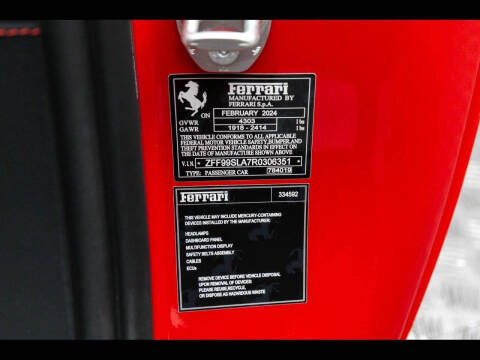 Ferrari
MANUFACTURED BY
FERRARI S.p.A.
ON FEBRUARY 2024
GVWR 4303 lbs
GAWR 1918 - 2414 lbs
THIS VEHICLE CONFORMS TO ALL APPLICABLE
FEDERAL MOTOR VEHICLE SAFETY, BUMPER, AND
THEFT PREVENTION STANDARDS IN EFFECT ON
THE DATE OF MANUFACTURE SHOWN ABOVE.
V.I.N. * ZFF99SLA7R0306351 *
TYPE: PASSENGER CAR 784019
Ferrari 334592
THIS VEHICLE MAY INCLUDE MERCURY-CONTAINING
DEVICES INSTALLED BY MANUFACTURER:
HEADLAMPS
DASHBOARD PANEL
MULTIFUNCTION DISPLAY
SAFETY BELTS ASSEMBLY
CABLES
ECUs
REMOVE DEVICE BEFORE VEHICLE DISPOSAL
UPON REMOVAL OF DEVICES:
PLEASE REUSE, RECYCLE
OR DISPOSE AS HAZARDOUS WASTE